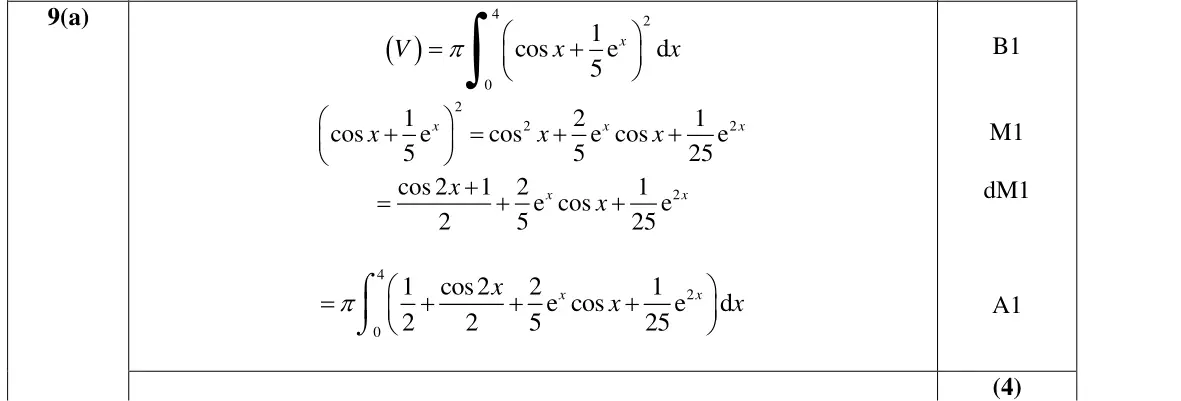 9(a)
(V) = π∫₀⁴ (cos x + 1/5 eˣ)² dx B1
(cos x + 1/5 eˣ)² = cos² x + 2/5 eˣ cos x + 1/25 e²ˣ M1
= (cos 2x + 1)/2 + 2/5 eˣ cos x + 1/25 e²ˣ dM1
= π∫₀⁴ (1/2 + cos 2x/2 + 2/5 eˣ cos x + 1/25 e²ˣ) dx A1
(4)